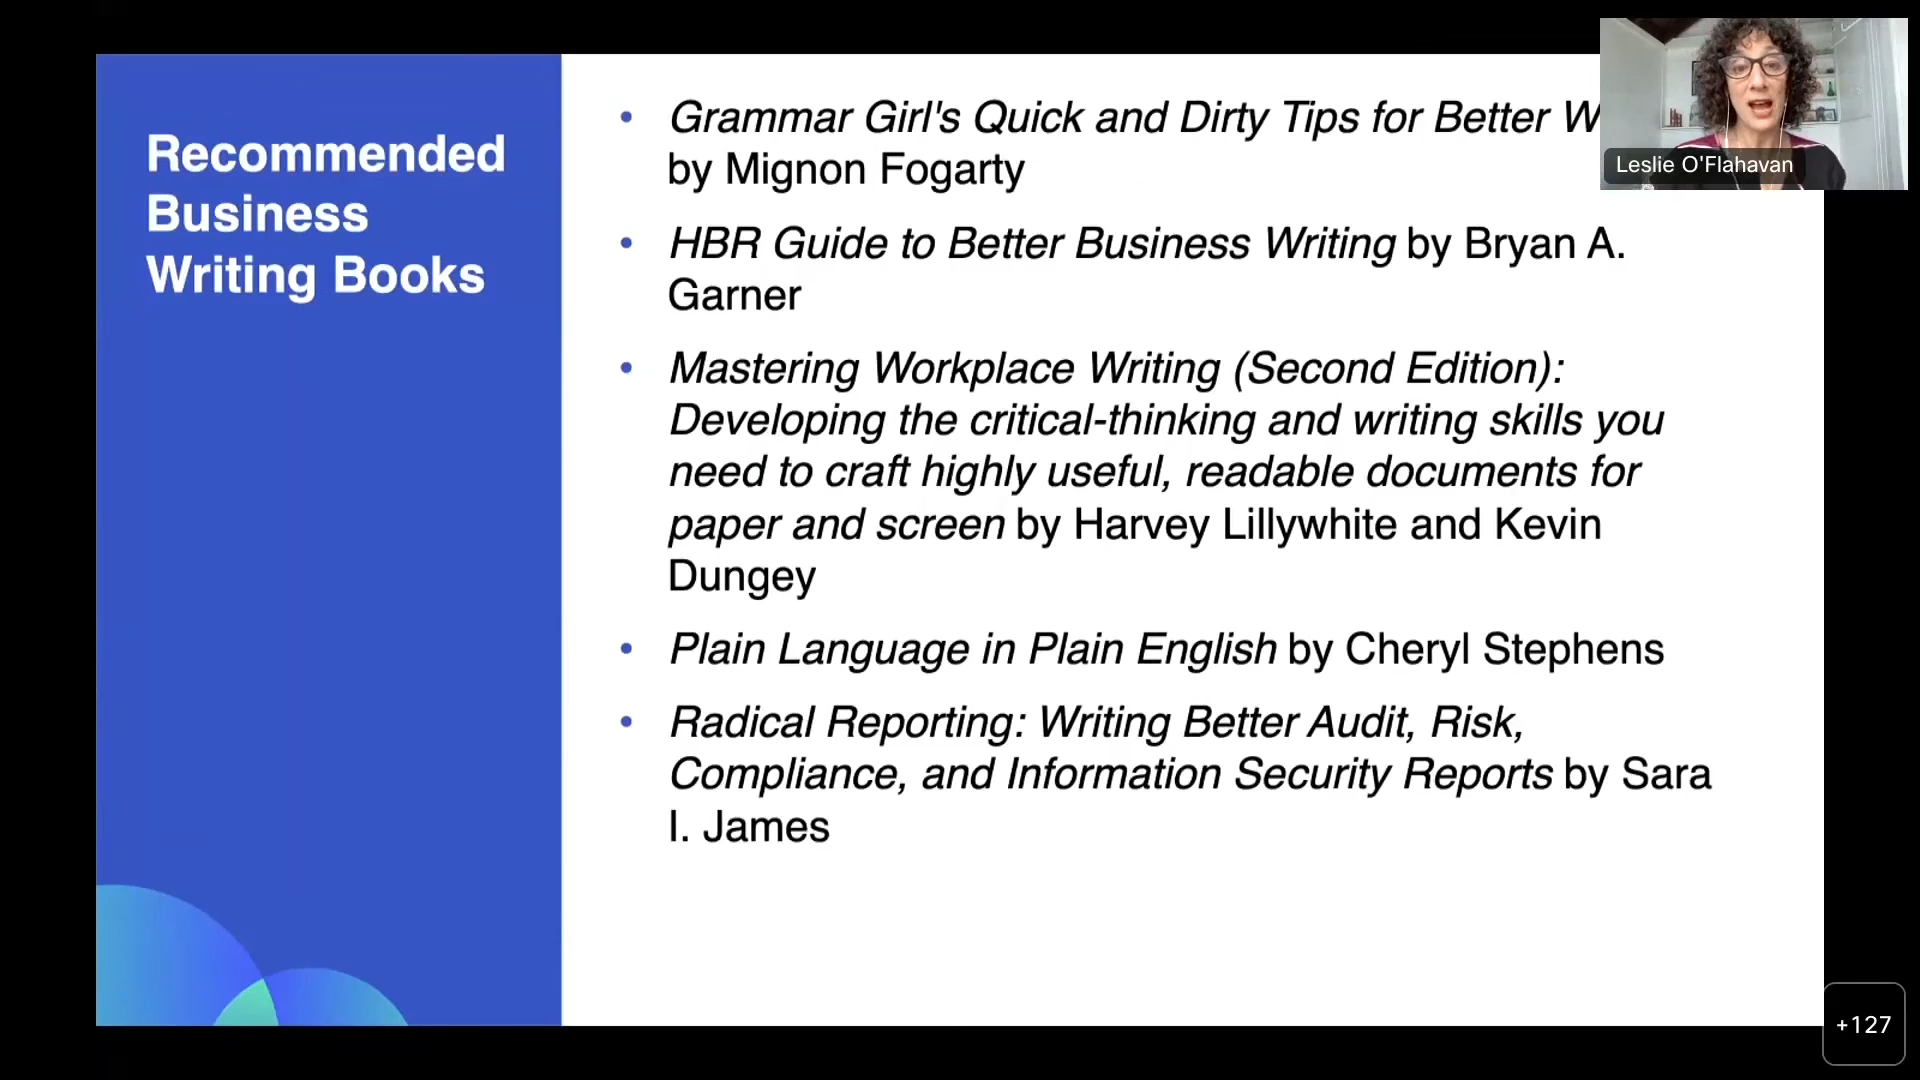 Recommended
Business
Writing Books
• Grammar Girl's Quick and Dirty Tips for Better
by Mignon Fogarty
• HBR Guide to Better Business Writing by Bryan A.
Garner
• Mastering Workplace Writing (Second Edition):
Developing the critical-thinking and writing skills you
need to craft highly useful, readable documents for
paper and screen by Harvey Lillywhite and Kevin
Dungey
• Plain Language in Plain English by Cheryl Stephens
• Radical Reporting: Writing Better Audit, Risk,
Compliance, and Information Security Reports by Sara
I. James
Leslie O'Flahavan
+127